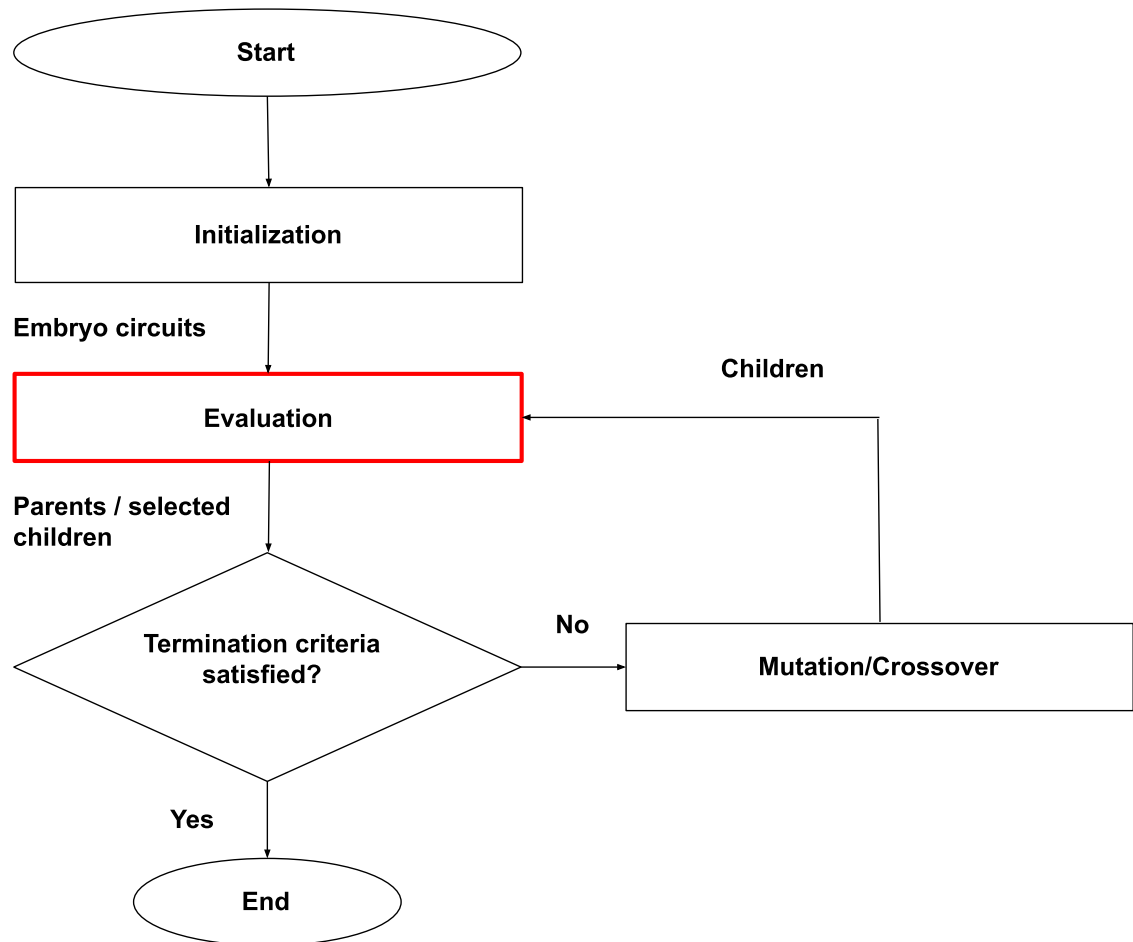 Start
Initialization
Embryo circuits
Children
Evaluation
Parents / selected
children
Termination criteria
satisfied?
No
Mutation/Crossover
Yes
End